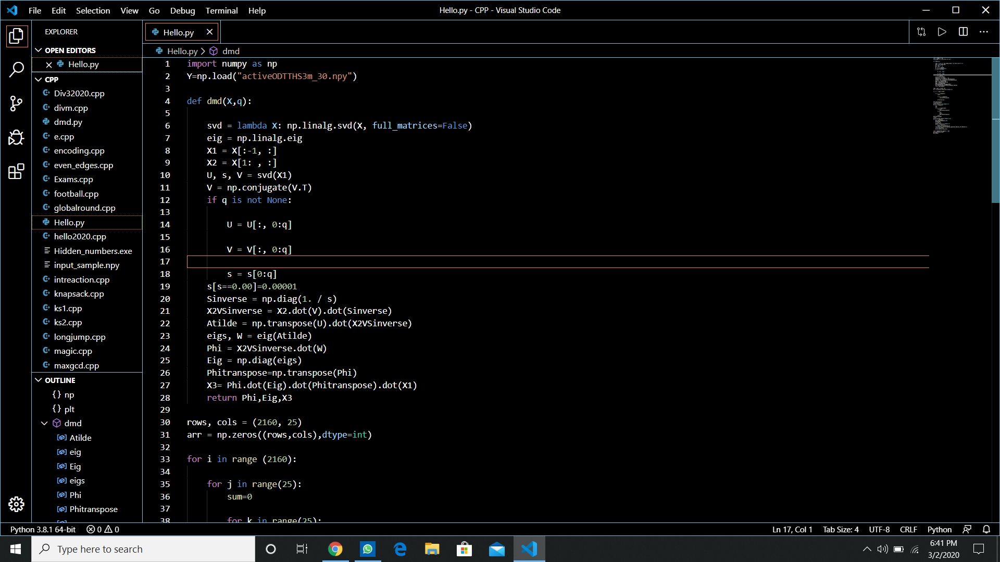 File Edit Selection View Go Debug Terminal Help
Hello.py - CPP - Visual Studio Code
EXPLORER
OPEN EDITORS
Hello.py
CPP
Div32020.cpp
divm.cpp
dmd.py
e.cpp
encoding.cpp
even_edges.cpp
Exams.cpp
football.cpp
globalround.cpp
Hello.py
hello2020.cpp
Hidden_numbers.exe
input_sample.npy
intreaction.cpp
knapsack.cpp
ks1.cpp
ks2.cpp
longjump.cpp
magic.cpp
maxgcd.cpp
OUTLINE
{} np
{} plt
dmd
Atilde
eig
Eig
eigs
Phi
Phitranspose
Hello.py
Hello.py > dmd
1 import numpy as np
2 Y=np.load("activeODTTHS3m_30.npy")
3
4 def dmd(X,q):
5
6 svd = lambda X: np.linalg.svd(X, full_matrices=False)
7 eig = np.linalg.eig
8 X1 = X[:-1, :]
9 X2 = X[1: , :]
10 U, s, V = svd(X1)
11 V = np.conjugate(V.T)
12 if q is not None:
13
14 U = U[:, 0:q]
15
16 V = V[:, 0:q]
17
18 s = s[0:q]
19 s[s==0.00]=0.00001
20 Sinverse = np.diag(1. / s)
21 X2VSinverse = X2.dot(V).dot(Sinverse)
22 Atilde = np.transpose(U).dot(X2VSinverse)
23 eigs, W = eig(Atilde)
24 Phi = X2VSinverse.dot(W)
25 Eig = np.diag(eigs)
26 Phitranspose=np.transpose(Phi)
27 X3= Phi.dot(Eig).dot(Phitranspose).dot(X1)
28 return Phi,Eig,X3
29
30 rows, cols = (2160, 25)
31 arr = np.zeros((rows,cols),dtype=int)
32
33 for i in range (2160):
34
35 for j in range(25):
36 sum=0
37
38 for k in range(25):
Python 3.8.1 64-bit 0 0
Ln 17, Col 1 Tab Size: 4 UTF-8 CRLF Python
Type here to search
6:41 PM
3/2/2020